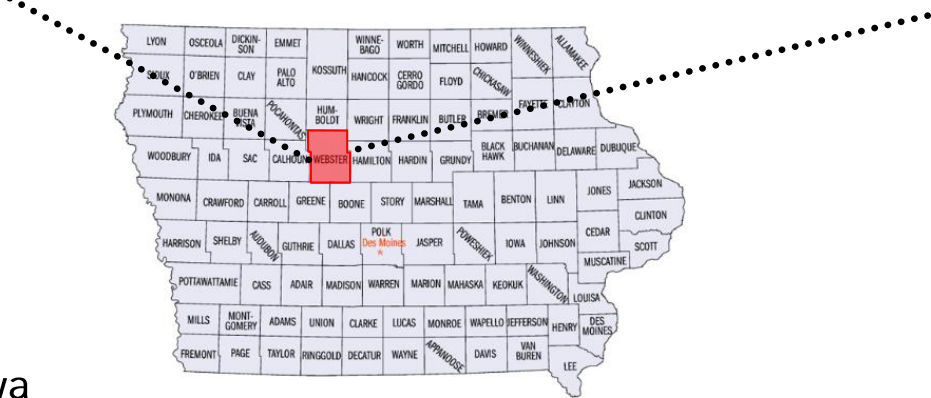 LYON
OSCEOLA
DICKIN-
SON
EMMET
WINNE-
BAGO
WORTH
MITCHELL
HOWARD
WINNESHIEK
ALLAMAKEE
SIOUX
O'BRIEN
CLAY
PALO
ALTO
KOSSUTH
HANCOCK
CERRO
GORDO
FLOYD
CHICKASAW
PLYMOUTH
CHEROKEE
BUENA
VISTA
POCAHONTAS
HUM-
BOLDT
WRIGHT
FRANKLIN
BUTLER
BREMER
FAYETTE
CLAYTON
WOODBURY
IDA
SAC
CALHOUN
WEBSTER
HAMILTON
HARDIN
GRUNDY
BLACK
HAWK
BUCHANAN
DELAWARE
DUBUQUE
MONONA
CRAWFORD
CARROLL
GREENE
BOONE
STORY
MARSHALL
TAMA
BENTON
LINN
JONES
JACKSON
CLINTON
HARRISON
SHELBY
AUDUBON
GUTHRIE
DALLAS
POLK
Des Moines
JASPER
POWESHIEK
IOWA
JOHNSON
CEDAR
SCOTT
MUSCATINE
POTTAWATTAMIE
CASS
ADAIR
MADISON
WARREN
MARION
MAHASKA
KEOKUK
WASHINGTON
LOUISA
MILLS
MONT-
GOMERY
ADAMS
UNION
CLARKE
LUCAS
MONROE
WAPELLO
JEFFERSON
HENRY
DES
MOINES
FREMONT
PAGE
TAYLOR
RINGGOLD
DECATUR
WAYNE
APPANOOSE
DAVIS
VAN
BUREN
LEE
wa